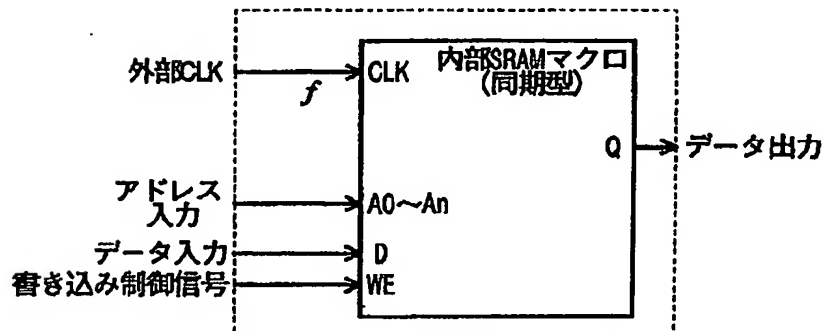 内部SRAMマクロ
(同期型)
外部CLK
f
CLK
Q
データ出力
アドレス
入力
A0～An
データ入力
D
書き込み制御信号
WE